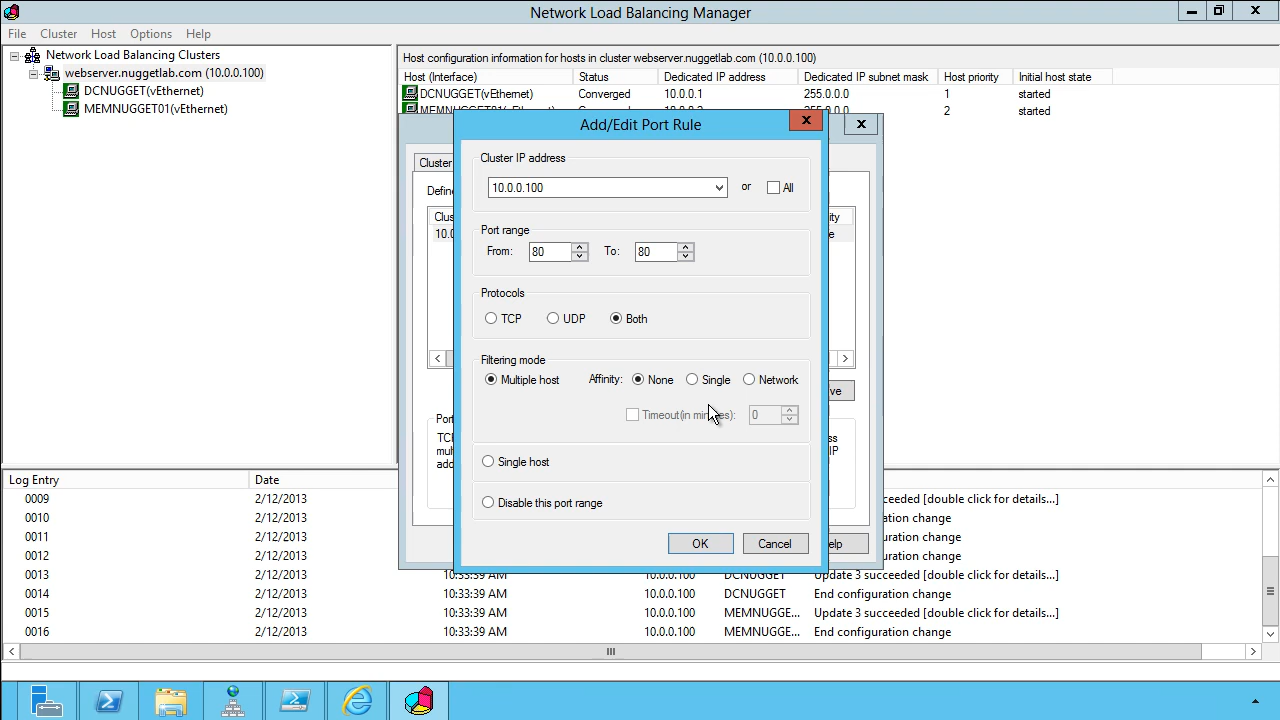 Network Load Balancing Manager
File Cluster Host Options Help
Network Load Balancing Clusters
webserver.nuggetlab.com (10.0.0.100)
DCNUGGET(vEthernet)
MEMNUGGET01(vEthernet)
Host configuration information for hosts in cluster webserver.nuggetlab.com (10.0.0.100)
Host (Interface) Status Dedicated IP address Dedicated IP subnet mask Host priority Initial host state
DCNUGGET(vEthernet) Converged 10.0.0.1 255.0.0.0 1 started
2 started
Add/Edit Port Rule
Cluster
Cluster IP address
10.0.0.100 or All
Port range
From: 80 To: 80
Protocols
TCP UDP Both
Filtering mode
Multiple host Affinity: None Single Network
Timeout(in minutes): 0
Single host
Disable this port range
OK Cancel
Log Entry Date
0009 2/12/2013 ceeded [double click for details...]
0010 2/12/2013 ation change
0011 2/12/2013 uration change
0012 2/12/2013 uration change
0013 2/12/2013 10:33:39 AM 10.0.0.100 DCNUGGET Update 3 succeeded [double click for details...]
0014 2/12/2013 10:33:39 AM 10.0.0.100 DCNUGGET End configuration change
0015 2/12/2013 10:33:39 AM 10.0.0.100 MEMNUGGE... Update 3 succeeded [double click for details...]
0016 2/12/2013 10:33:39 AM 10.0.0.100 MEMNUGGE... End configuration change